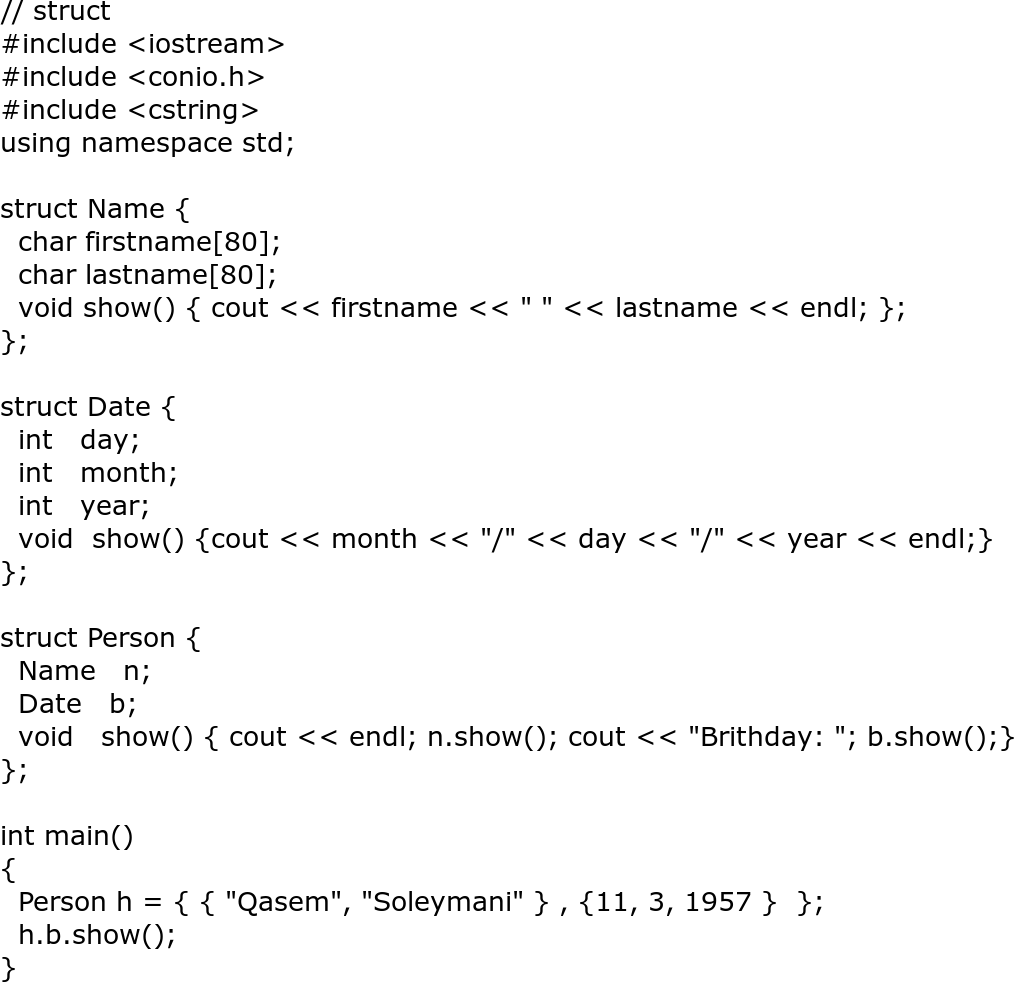 // struct
#include <iostream>
#include <conio.h>
#include <cstring>
using namespace std;

struct Name {
  char firstname[80];
  char lastname[80];
  void show() { cout << firstname << " " << lastname << endl; };
};

struct Date {
  int   day;
  int   month;
  int   year;
  void  show() {cout << month << "/" << day << "/" << year << endl;}
};

struct Person {
  Name   n;
  Date   b;
  void   show() { cout << endl; n.show(); cout << "Brithday: "; b.show();}
};

int main()
{
  Person h = { { "Qasem", "Soleymani" } , {11, 3, 1957 }  };
  h.b.show();
}